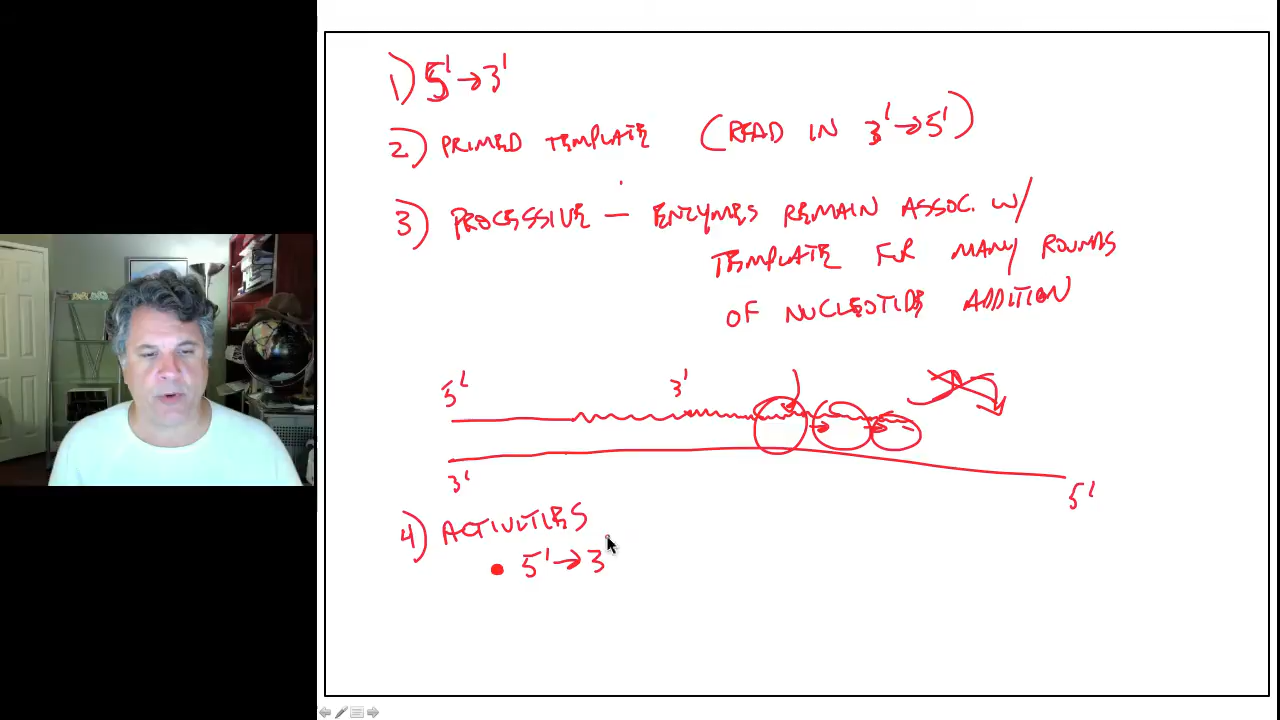 1) 5' → 3'
2) PRIMED TEMPLATE (READ IN 3' → 5')
3) PROCESSIVE – ENZYMES REMAIN ASSOC. W/
TEMPLATE FOR MANY ROUNDS
OF NUCLEOTIDE ADDITION
5' 3'
3' 5'
4) ACTIVITIES
• 5' → 3